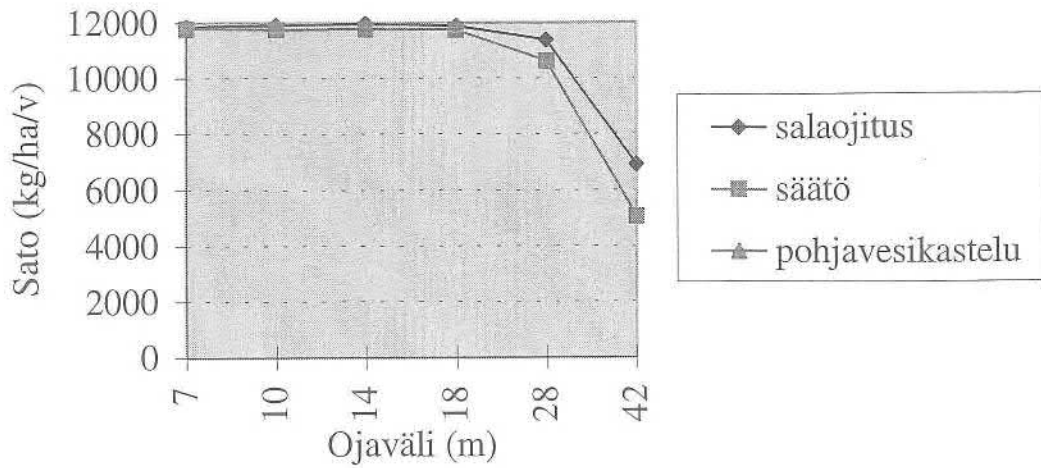 12000
10000
8000
6000
4000
2000
0
Sato (kg/ha/v)
7
10
14
18
28
42
Ojaväli (m)
salaojitus
säätö
pohjavesikastelu